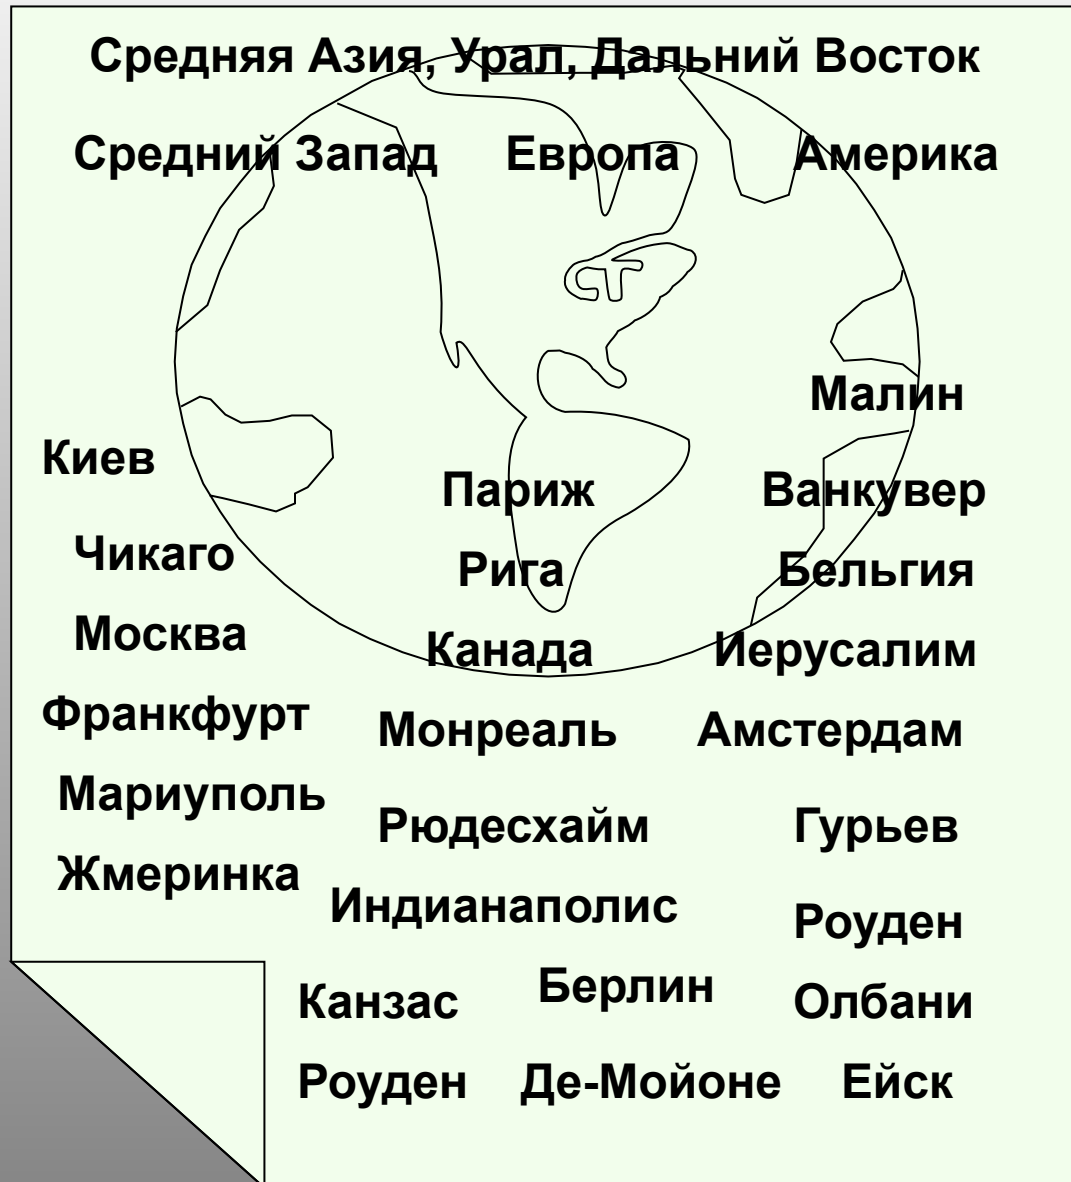 Средняя Азия, Урал, Дальний Восток
Средний Запад Европа Америка
Малин
Киев
Париж Ванкувер
Чикаго
Рига Бельгия
Москва
Канада Иерусалим
Франкфурт
Монреаль Амстердам
Мариуполь
Рюдесхайм Гурьев
Жмеринка
Индианаполис
Роуден
Берлин
Канзас Олбани
Роуден Де-Мойоне Ейск